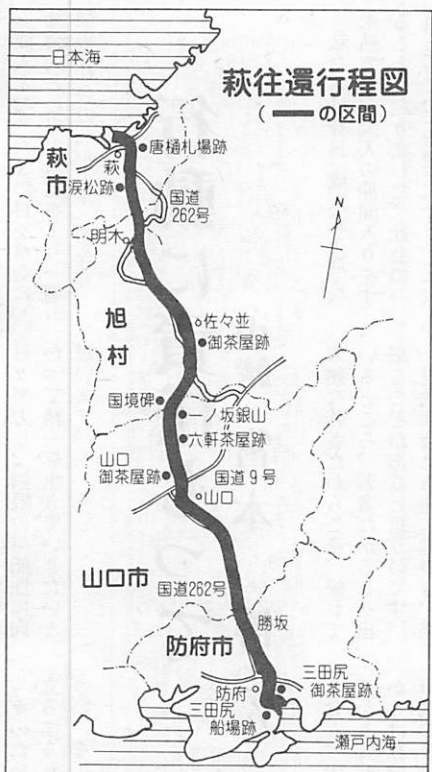 萩往還行程図
(━の区間)
日本海
N
萩市
萩
唐樋札場跡
涙松跡
国道
262号
明木
旭村
佐々並
御茶屋跡
国境碑
一ノ坂銀山
六軒茶屋跡
山口
御茶屋跡
国道9号
山口
山口市
国道262号
勝坂
防府市
防府
三田尻
御茶屋跡
三田尻
船場跡
瀬戸内海